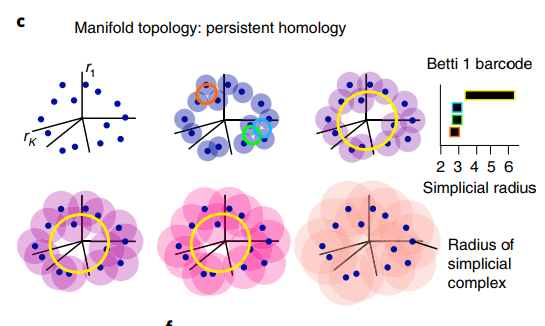 c
Manifold topology: persistent homology
r1
rK
Betti 1 barcode
2 3 4 5 6
Simplicial radius
Radius of
simplicial
complex